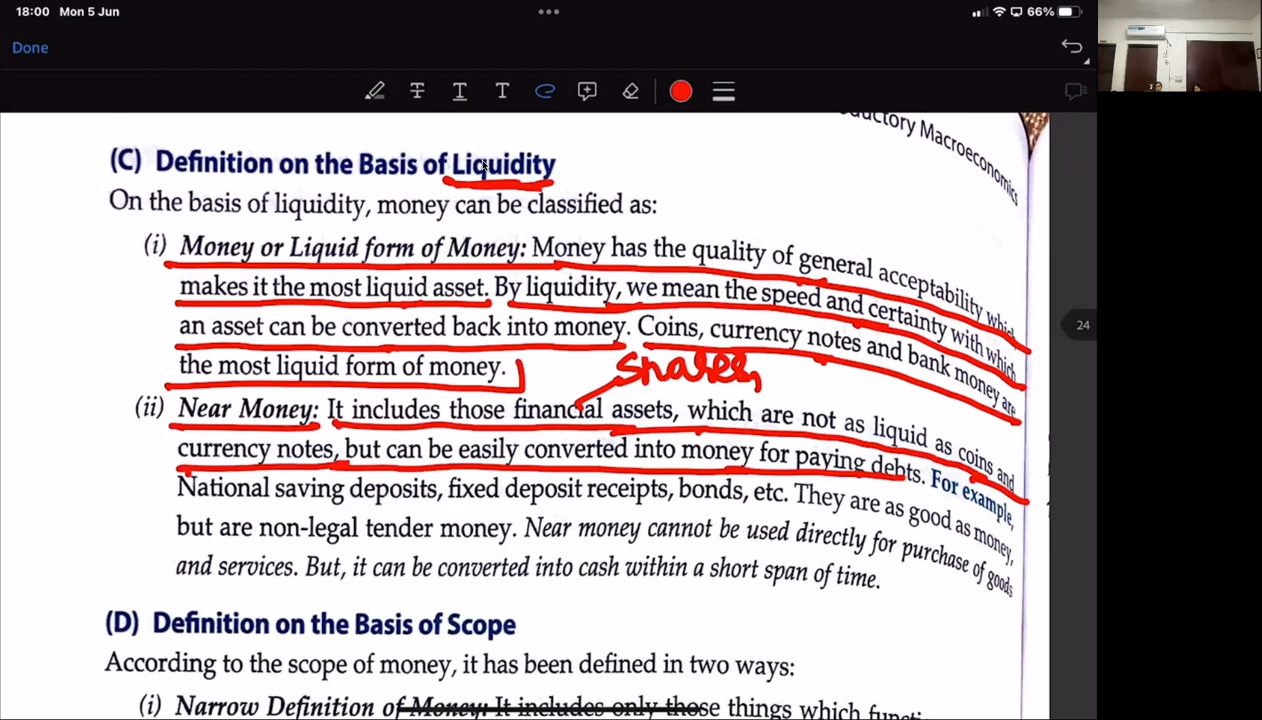 18:00 Mon 5 Jun
66%
Done
ductory Macroeconomics
(C) Definition on the Basis of Liquidity
On the basis of liquidity, money can be classified as:
(i) Money or Liquid form of Money: Money has the quality of general acceptability which
makes it the most liquid asset. By liquidity, we mean the speed and certainty with which
an asset can be converted back into money. Coins, currency notes and bank money are
the most liquid form of money.
shares,
24
(ii) Near Money: It includes those financial assets, which are not as liquid as coins and
currency notes, but can be easily converted into money for paying debts. For example,
National saving deposits, fixed deposit receipts, bonds, etc. They are as good as money,
but are non-legal tender money. Near money cannot be used directly for purchase of goods
and services. But, it can be converted into cash within a short span of time.
(D) Definition on the Basis of Scope
According to the scope of money, it has been defined in two ways:
(i) Narrow Definition of Money: It includes only those things which functi